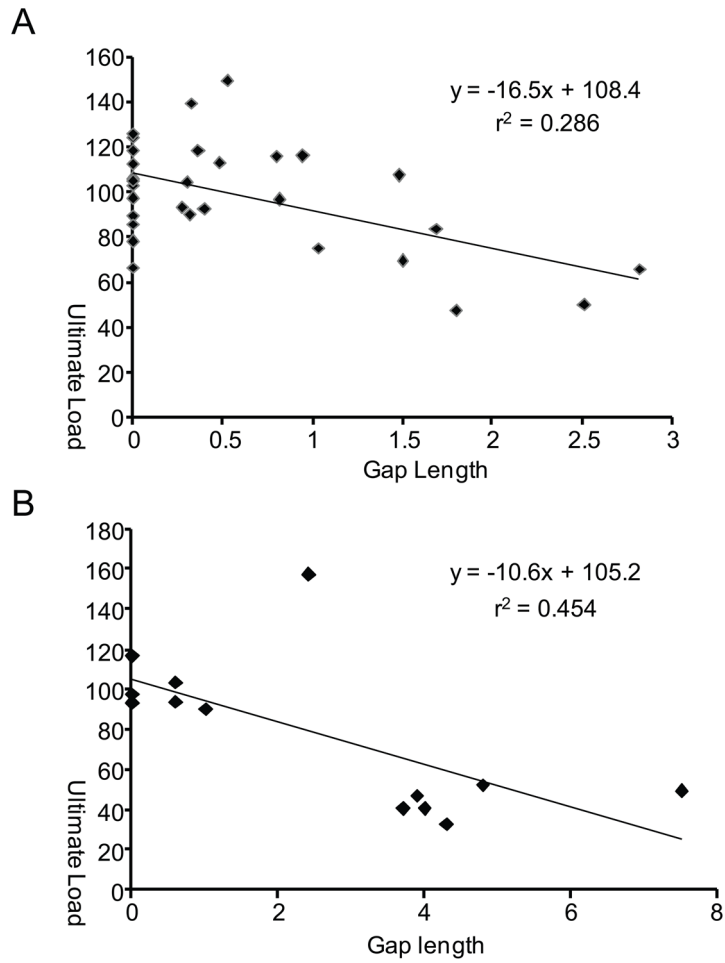 A
160
140
120
100
80
60
40
20
0
Ultimate Load
y = -16.5x + 108.4
r² = 0.286
0 0.5 1 1.5 2 2.5 3
Gap Length
B
180
160
140
120
100
80
60
40
20
0
Ultimate Load
y = -10.6x + 105.2
r² = 0.454
0 2 4 6 8
Gap length